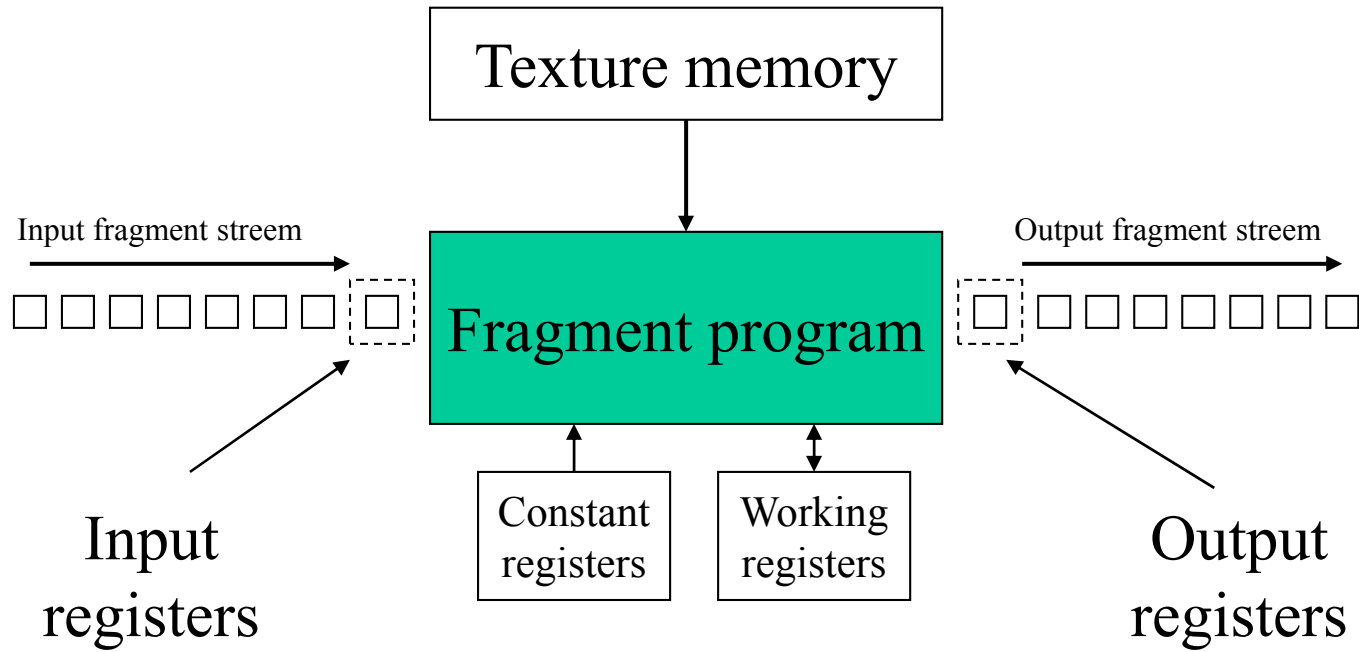 Texture memory
Input fragment streem
Output fragment streem
Fragment program
Constant
registers
Working
registers
Input
registers
Output
registers